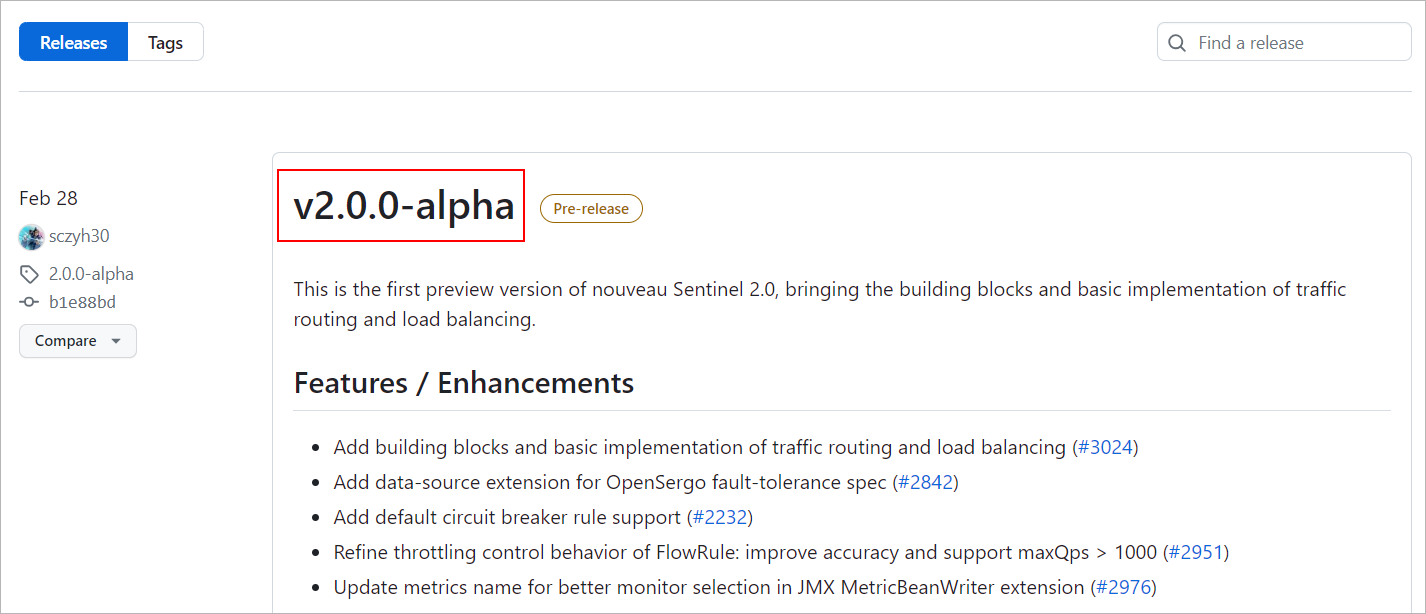 Releases Tags Find a release
Feb 28
sczyh30
2.0.0-alpha
b1e88bd
Compare
v2.0.0-alpha Pre-release
This is the first preview version of nouveau Sentinel 2.0, bringing the building blocks and basic implementation of traffic
routing and load balancing.
Features / Enhancements
• Add building blocks and basic implementation of traffic routing and load balancing (#3024)
• Add data-source extension for OpenSergo fault-tolerance spec (#2842)
• Add default circuit breaker rule support (#2232)
• Refine throttling control behavior of FlowRule: improve accuracy and support maxQps > 1000 (#2951)
• Update metrics name for better monitor selection in JMX MetricBeanWriter extension (#2976)